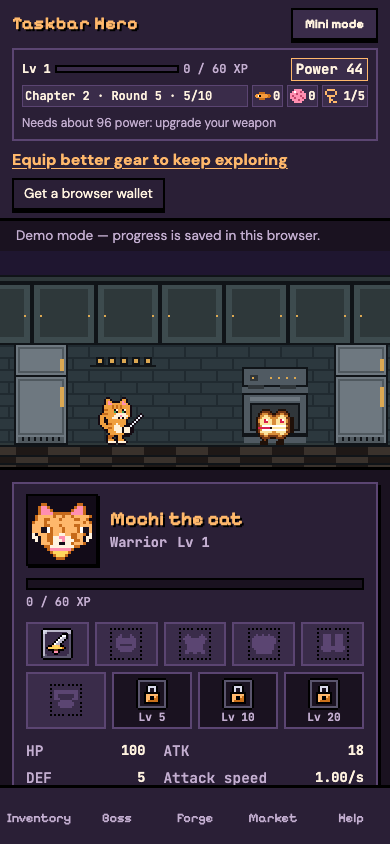 Taskbar Hero
Mini mode
Lv 1 0 / 60 XP Power 44
Chapter 2 · Round 5 · 5/10 0 0 1/5
Needs about 96 power: upgrade your weapon
Equip better gear to keep exploring
Get a browser wallet
Demo mode — progress is saved in this browser.
Mochi the cat
Warrior Lv 1
0 / 60 XP
Lv 5 Lv 10 Lv 20
HP 100 ATK 18
DEF 5 Attack speed 1.00/s
Inventory Boss Forge Market Help